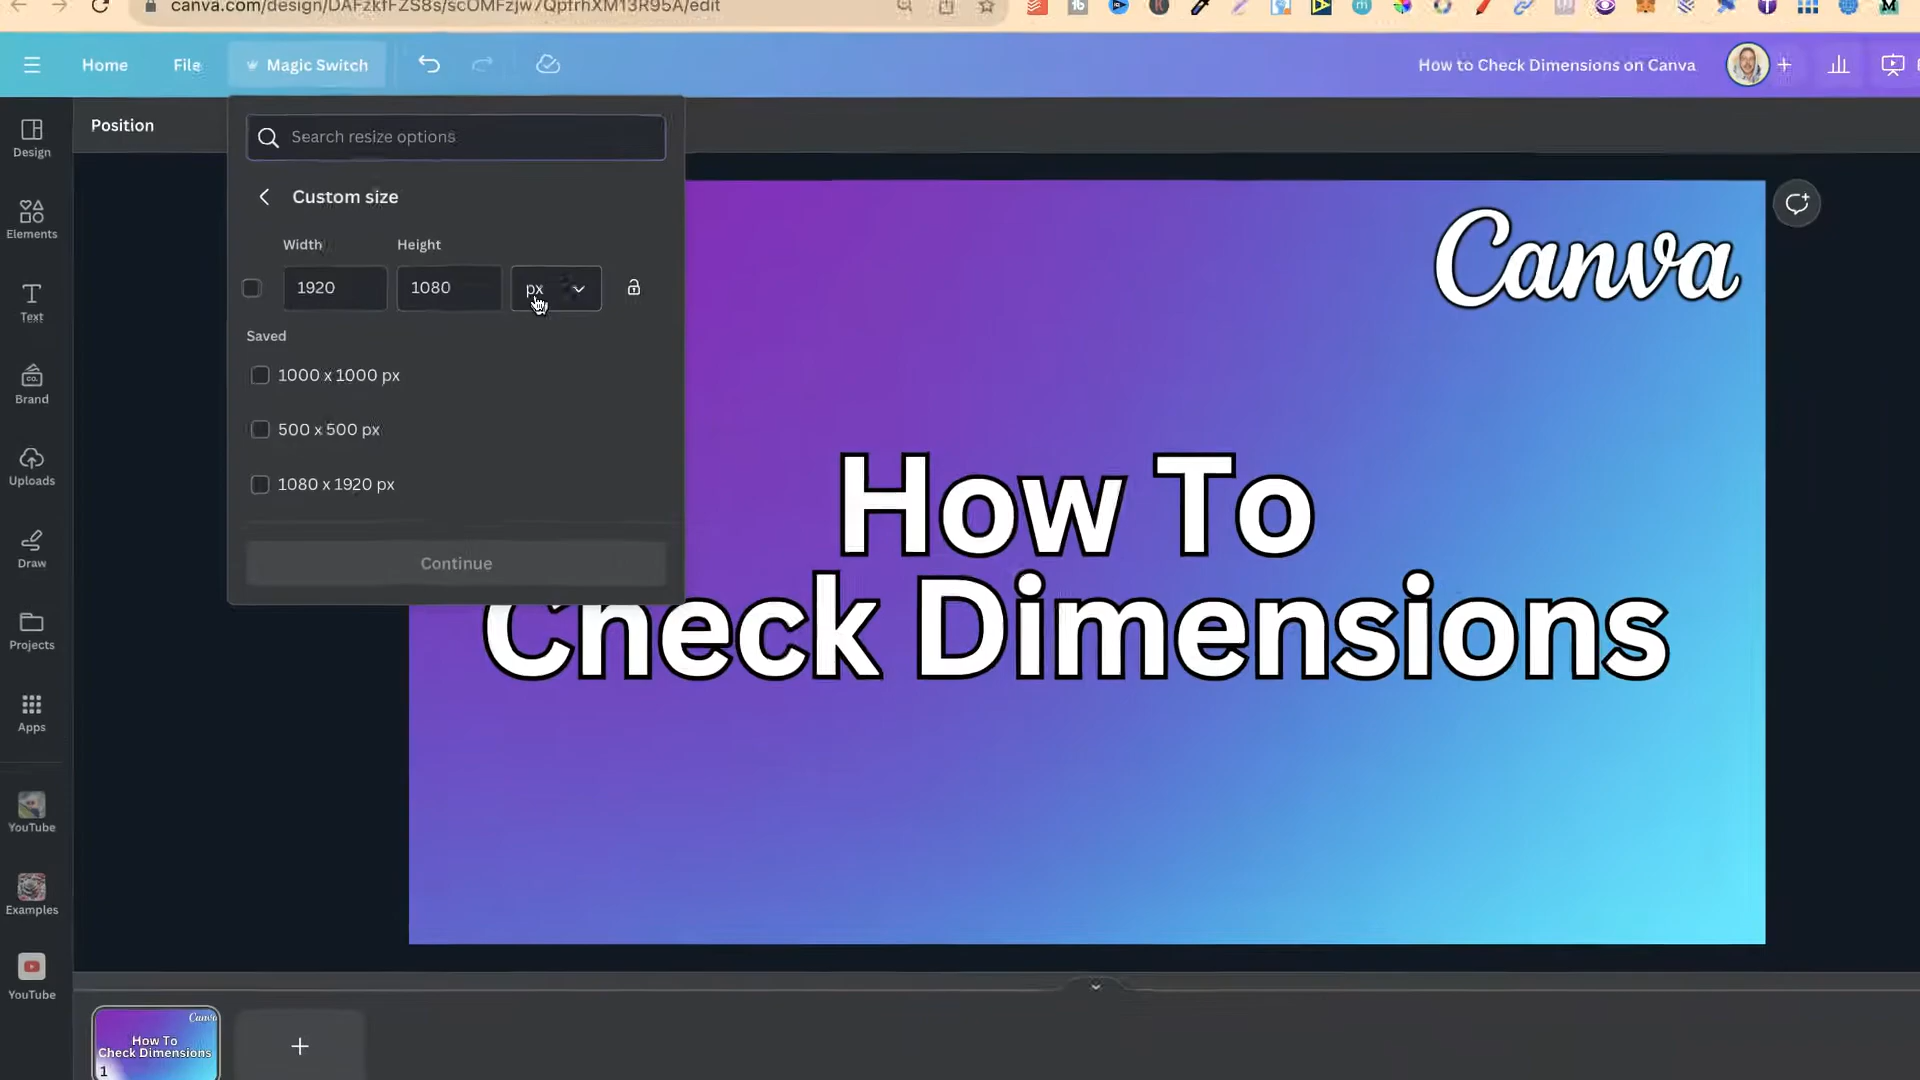 canva.com/design/DAFzkfFZS8s/scOMFzjw7QpfrhXM13R95A/edit
Home
File
Magic Switch
How to Check Dimensions on Canva
Position
Search resize options
Custom size
Width
Height
1920
1080
px
Saved
1000 x 1000 px
500 x 500 px
1080 x 1920 px
Continue
Design
Elements
Text
Brand
Uploads
Draw
Projects
Apps
YouTube
Examples
YouTube
Canva
How To
Check Dimensions
Canva
How To
Check Dimensions
1